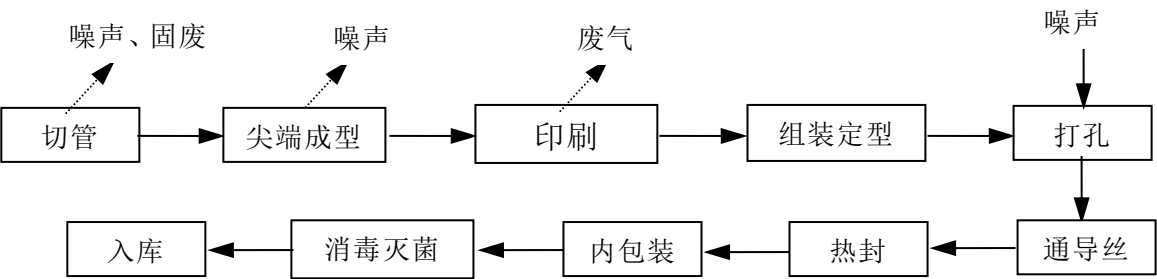 噪声、固废
噪声
废气
噪声
切管
尖端成型
印刷
组装定型
打孔
入库
消毒灭菌
内包装
热封
通导丝